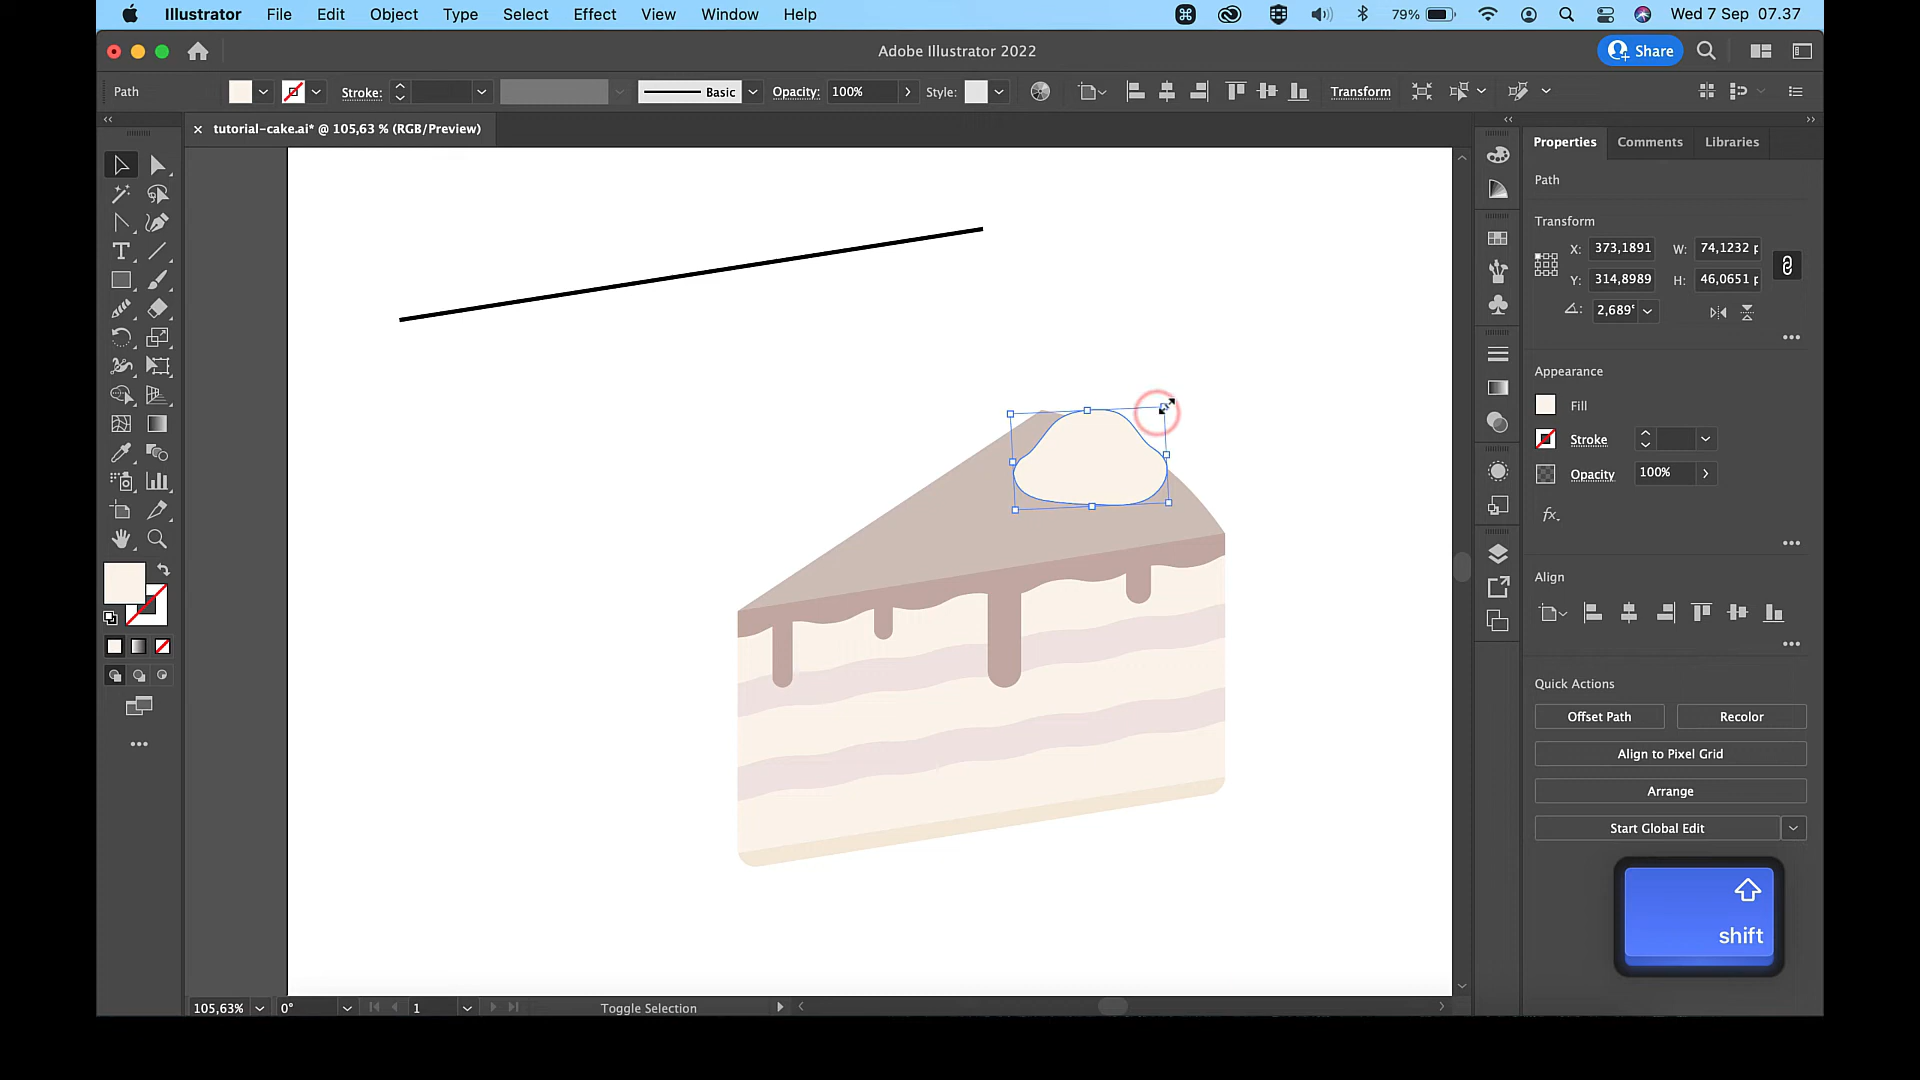 Illustrator File Edit Object Type Select Effect View Window Help 79% Wed 7 Sep 07.37
Adobe Illustrator 2022
Share
Path Stroke: Basic Opacity: 100% Style: Transform
tutorial-cake.ai* @ 105,63 % (RGB/Preview)
Properties Comments Libraries
Path
Transform
X: 373,1891 W: 74,1232 p
Y: 314,8989 H: 46,0651 p
2,689°
Appearance
Fill
Stroke
Opacity 100%
fx.
Align
Quick Actions
Offset Path Recolor
Align to Pixel Grid
Arrange
Start Global Edit
shift
105,63% 0° 1 Toggle Selection